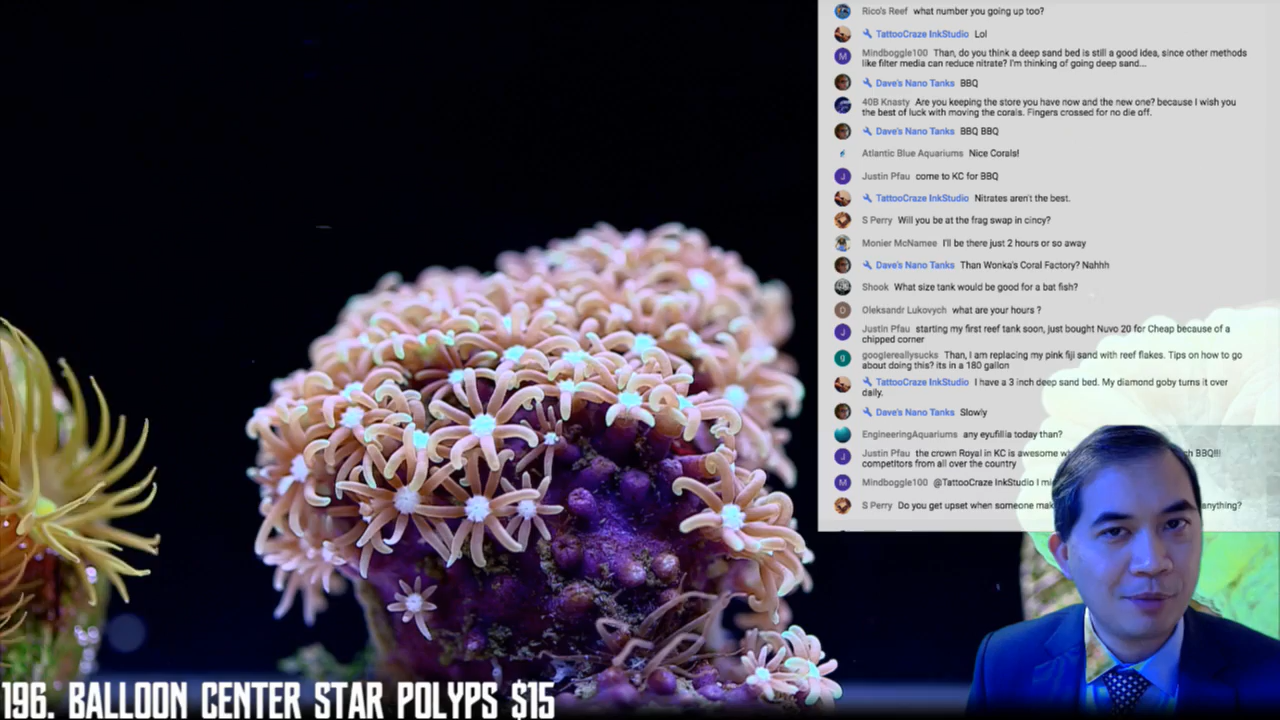 Rico's Reef what number you going up too?
TattooCraze InkStudio Lol
M Mindboggle100 Than, do you think a deep sand bed is still a good idea, since other methods
like filter media can reduce nitrate? I'm thinking of going deep sand...
Dave's Nano Tanks BBQ
40B Knasty Are you keeping the store you have now and the new one? because I wish you
the best of luck with moving the corals. Fingers crossed for no die off.
Dave's Nano Tanks BBQ BBQ
Atlantic Blue Aquariums Nice Corals!
J Justin Pfau come to KC for BBQ
TattooCraze InkStudio Nitrates aren't the best.
S Perry Will you be at the frag swap in cincy?
Monier McNamee I'll be there just 2 hours or so away
Dave's Nano Tanks Than Wonka's Coral Factory? Nahhh
Shook What size tank would be good for a bat fish?
O Oleksandr Lukovych what are your hours ?
J Justin Pfau starting my first reef tank soon, just bought Nuvo 20 for Cheap because of a
chipped corner
g googlereallysucks Than, I am replacing my pink fiji sand with reef flakes. Tips on how to go
about doing this? its in a 180 gallon
TattooCraze InkStudio I have a 3 inch deep sand bed. My diamond goby turns it over
daily.
Dave's Nano Tanks Slowly
EngineeringAquariums any eyufillia today than?
J Justin Pfau the crown Royal in KC is awesome BBQ!!!
competitors from all over the country
M Mindboggle100 @TattooCraze InkStudio I
S Perry Do you get upset when someone anything?
196. BALLOON CENTER STAR POLYPS $15